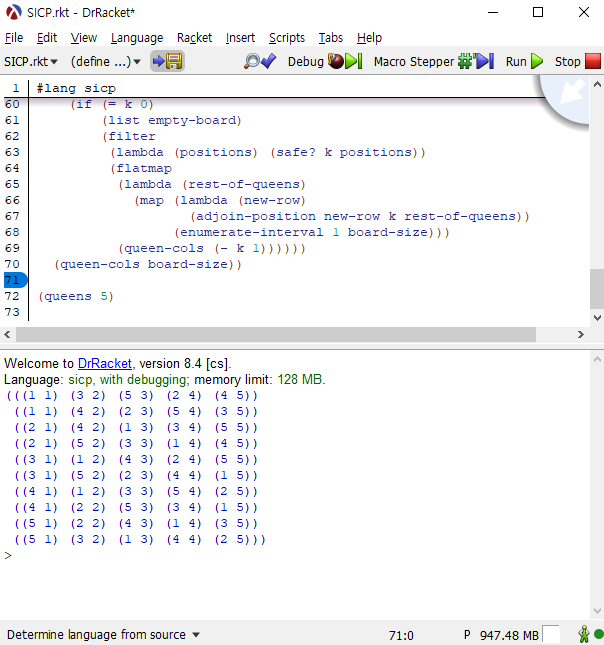 SICP.rkt - DrRacket*
File Edit View Language Racket Insert Scripts Tabs Help
SICP.rkt (define ...) Debug Macro Stepper Run Stop
1 #lang sicp
60 (if (= k 0)
61 (list empty-board)
62 (filter
63 (lambda (positions) (safe? k positions))
64 (flatmap
65 (lambda (rest-of-queens)
66 (map (lambda (new-row)
67 (adjoin-position new-row k rest-of-queens))
68 (enumerate-interval 1 board-size)))
69 (queen-cols (- k 1))))))
70 (queen-cols board-size))
71
72 (queens 5)
73
Welcome to DrRacket, version 8.4 [cs].
Language: sicp, with debugging; memory limit: 128 MB.
(((1 1) (3 2) (5 3) (2 4) (4 5))
((1 1) (4 2) (2 3) (5 4) (3 5))
((2 1) (4 2) (1 3) (3 4) (5 5))
((2 1) (5 2) (3 3) (1 4) (4 5))
((3 1) (1 2) (4 3) (2 4) (5 5))
((3 1) (5 2) (2 3) (4 4) (1 5))
((4 1) (1 2) (3 3) (5 4) (2 5))
((4 1) (2 2) (5 3) (3 4) (1 5))
((5 1) (2 2) (4 3) (1 4) (3 5))
((5 1) (3 2) (1 3) (4 4) (2 5)))
>
Determine language from source 71:0 P 947.48 MB